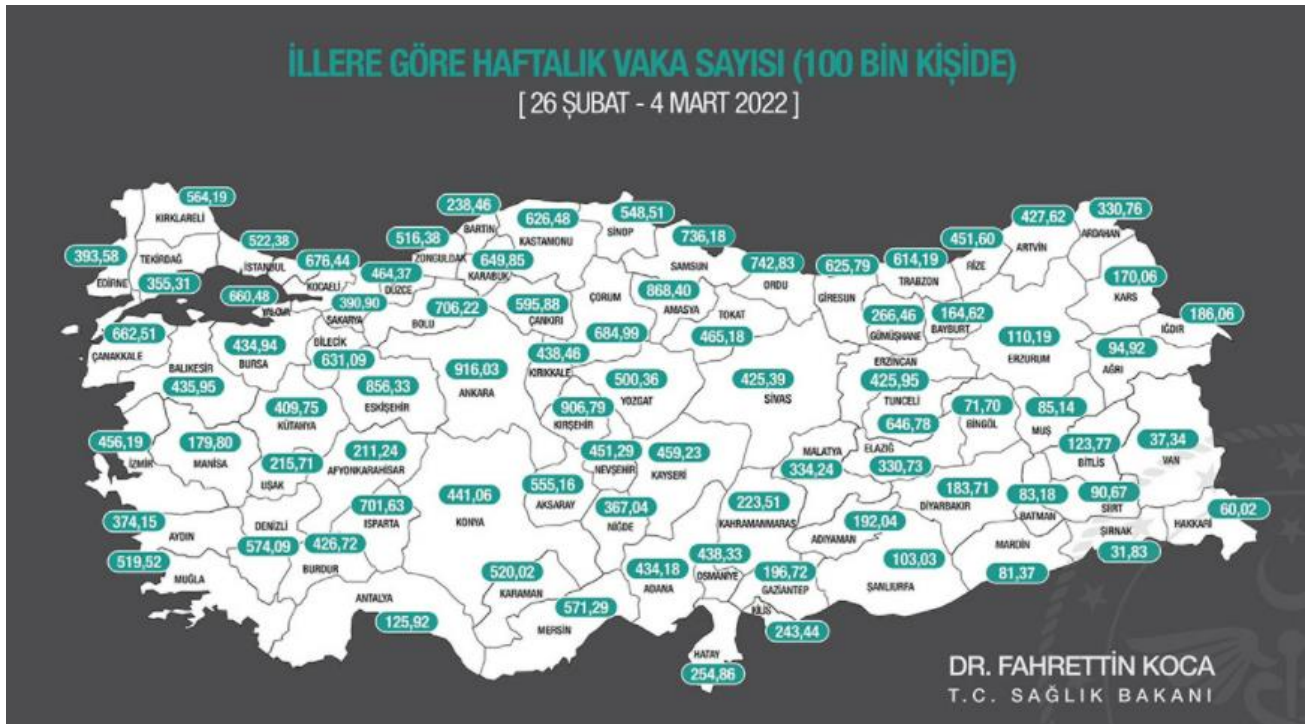 İLLERE GÖRE HAFTALIK VAKA SAYISI (100 BİN KİŞİDE)
[ 26 ŞUBAT - 4 MART 2022 ]
564,19
KIRKLARELİ
393,58
EDİRNE
TEKİRDAĞ
355,31
522,38
İSTANBUL
676,44
KOCAELİ
660,48
YALOVA
390,90
SAKARYA
464,37
DÜZCE
516,38
ZONGULDAK
238,46
BARTIN
649,85
KARABÜK
626,48
KASTAMONU
548,51
SİNOP
736,18
SAMSUN
742,83
ORDU
625,79
GİRESUN
614,19
TRABZON
451,60
RİZE
427,62
ARTVİN
330,76
ARDAHAN
170,06
KARS
186,06
IĞDIR
94,92
AĞRI
662,51
ÇANAKKALE
BALIKESİR
435,95
434,94
BURSA
BİLECİK
631,09
706,22
BOLU
595,88
ÇANKIRI
ÇORUM
684,99
868,40
AMASYA
TOKAT
465,18
266,46
GÜMÜŞHANE
164,62
BAYBURT
110,19
ERZURUM
ERZİNCAN
425,95
TUNCELİ
646,78
409,75
KÜTAHYA
856,33
ESKİŞEHİR
916,03
ANKARA
438,46
KIRIKKALE
500,36
YOZGAT
425,39
SİVAS
906,79
KIRŞEHİR
71,70
BİNGÖL
85,14
MUŞ
123,77
BİTLİS
37,34
VAN
456,19
İZMİR
179,80
MANİSA
215,71
UŞAK
211,24
AFYONKARAHİSAR
451,29
NEVŞEHİR
459,23
KAYSERİ
MALATYA
334,24
ELAZIĞ
330,73
183,71
DİYARBAKIR
83,18
BATMAN
90,67
SİİRT
ŞIRNAK
31,83
60,02
HAKKARİ
374,15
AYDIN
DENİZLİ
574,09
701,63
ISPARTA
441,06
KONYA
555,16
AKSARAY
367,04
NİĞDE
223,51
KAHRAMANMARAŞ
192,04
ADIYAMAN
103,03
ŞANLIURFA
MARDİN
81,37
519,52
MUĞLA
426,72
BURDUR
ANTALYA
125,92
520,02
KARAMAN
571,29
MERSİN
434,18
ADANA
438,33
OSMANİYE
196,72
GAZİANTEP
KİLİS
243,44
HATAY
254,86
DR. FAHRETTİN KOCA
T.C. SAĞLIK BAKANI